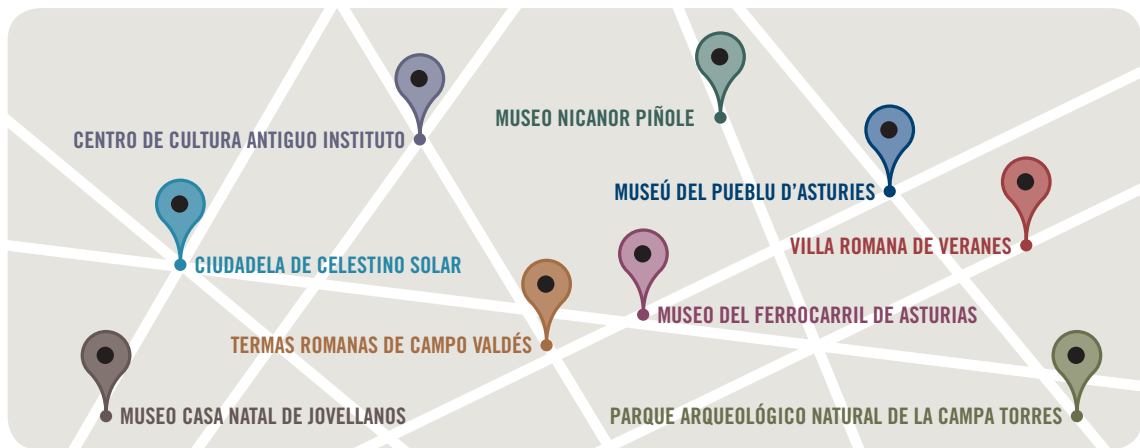 MUSEO NICANOR PIÑOLE
CENTRO DE CULTURA ANTIGUO INSTITUTO
MUSEÚ DEL PUEBLU D'ASTURIES
VILLA ROMANA DE VERANES
CIUDADELA DE CELESTINO SOLAR
MUSEO DEL FERROCARRIL DE ASTURIAS
TERMAS ROMANAS DE CAMPO VALDÉS
MUSEO CASA NATAL DE JOVELLANOS
PARQUE ARQUEOLÓGICO NATURAL DE LA CAMPA TORRES